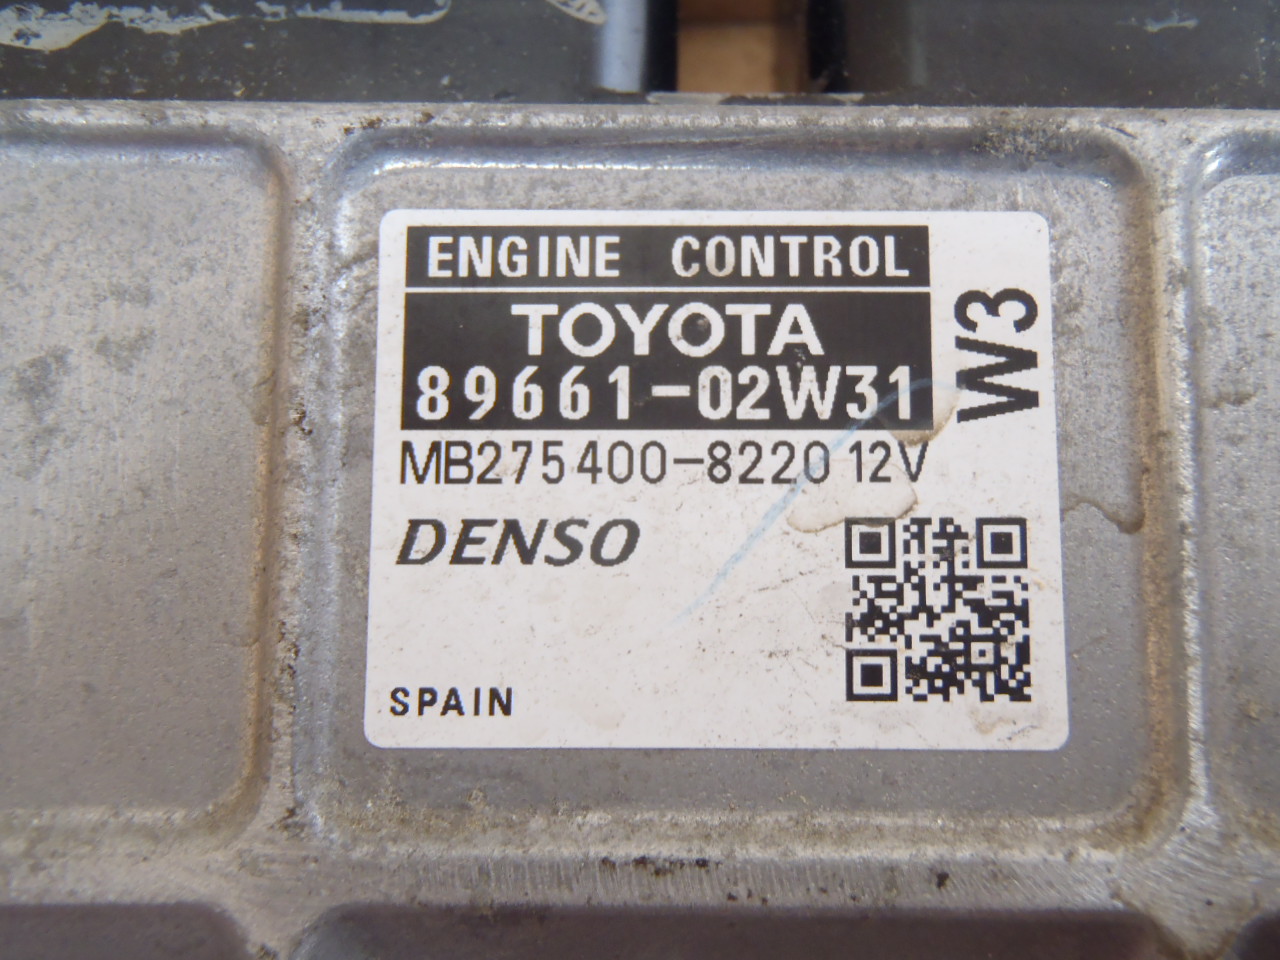 ENGINE CONTROL
TOYOTA
89661-02W31
W3
MB275400-8220 12V
DENSO
SPAIN